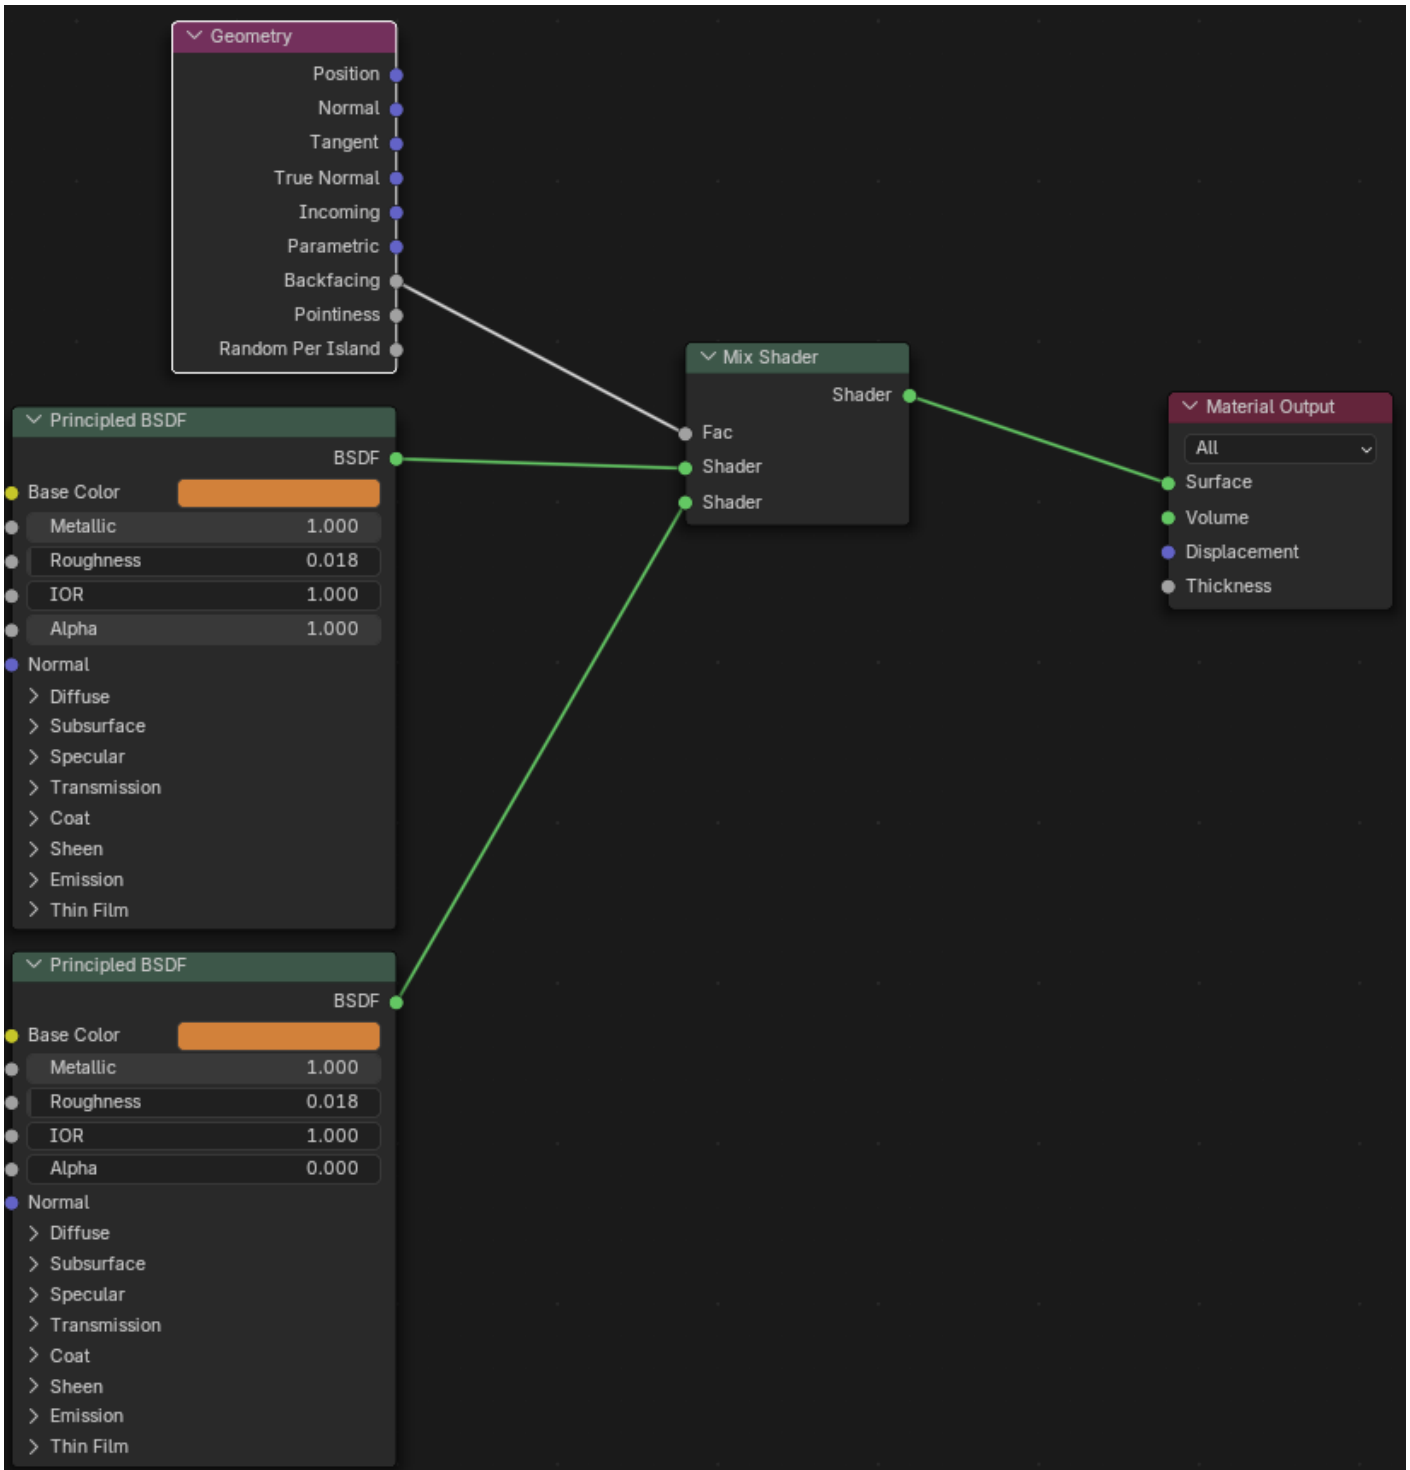 Geometry
Position
Normal
Tangent
True Normal
Incoming
Parametric
Backfacing
Pointiness
Random Per Island
Principled BSDF
BSDF
Base Color
Metallic 1.000
Roughness 0.018
IOR 1.000
Alpha 1.000
Normal
Diffuse
Subsurface
Specular
Transmission
Coat
Sheen
Emission
Thin Film
Principled BSDF
BSDF
Base Color
Metallic 1.000
Roughness 0.018
IOR 1.000
Alpha 0.000
Normal
Diffuse
Subsurface
Specular
Transmission
Coat
Sheen
Emission
Thin Film
Mix Shader
Shader
Fac
Shader
Shader
Material Output
All
Surface
Volume
Displacement
Thickness